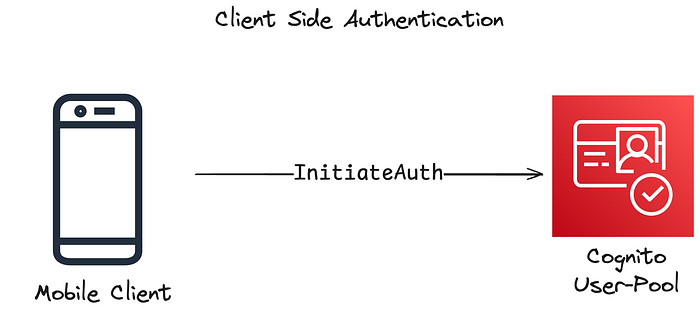 Client Side Authentication
InitiateAuth
Mobile Client
Cognito
User-Pool